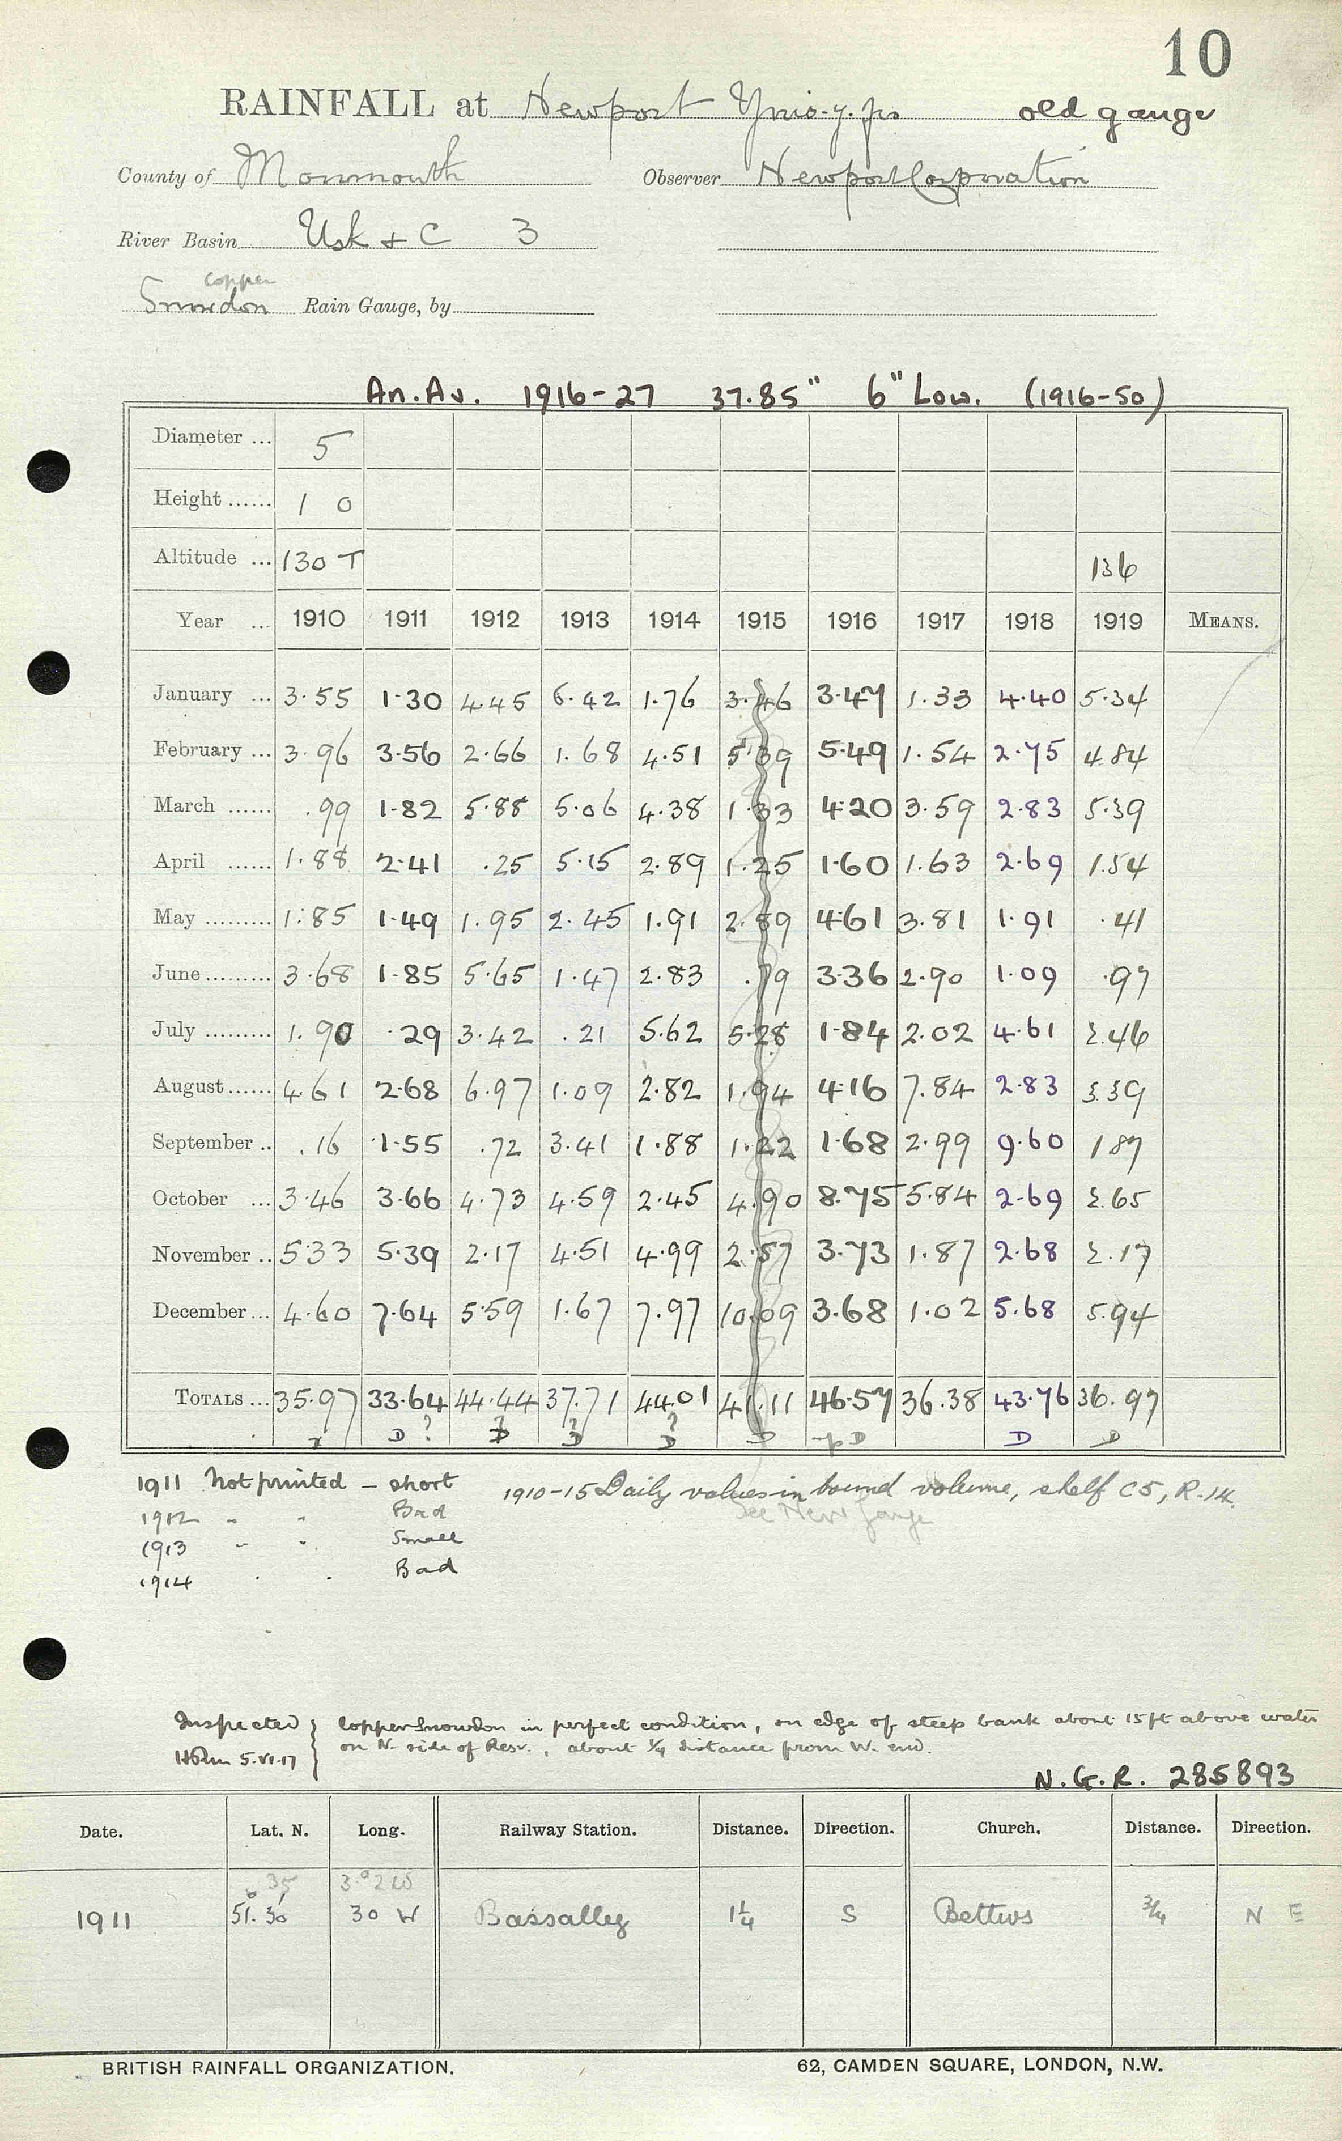 10
RAINFALL at Newport Ynis-y-fro old gauge
County of Monmouth Observer Newport Corporation
River Basin Usk + C 3
copper
Snowdon Rain Gauge, by
An. Av. 1916-27 37.85" 6" Low. (1916-50)
Diameter ... 5
Height ...... 1 0
Altitude ... 130 T 136
Year ... 1910 1911 1912 1913 1914 1915 1916 1917 1918 1919 MEANS.
January ... 3.55 1.30 4.45 6.42 1.76 3.46 3.47 1.33 4.40 5.34
February ... 3.96 3.56 2.66 1.68 4.51 5.39 5.49 1.54 2.75 4.84
March ...... .99 1.82 5.88 5.06 4.38 1.33 4.20 3.59 2.83 5.39
April ...... 1.88 2.41 .25 5.15 2.89 1.25 1.60 1.63 2.69 1.54
May ......... 1.85 1.49 1.95 2.45 1.91 2.89 4.61 3.81 1.91 .41
June ......... 3.68 1.85 5.65 1.47 2.83 .79 3.36 2.90 1.09 .97
July ......... 1.90 .29 3.42 .21 5.62 5.28 1.84 2.02 4.61 2.46
August ...... 4.61 2.68 6.97 1.09 2.82 1.94 4.16 7.84 2.83 3.39
September .. .16 1.55 .72 3.41 1.88 1.22 1.68 2.99 9.60 1.87
October ... 3.46 3.66 4.73 4.59 2.45 4.90 8.75 5.84 2.69 2.65
November .. 5.33 5.39 2.17 4.51 4.99 2.57 3.73 1.87 2.68 2.17
December ... 4.60 7.64 5.59 1.67 7.97 10.09 3.68 1.02 5.68 5.94
TOTALS ... 35.97 33.64 44.44 37.71 44.01 41.11 46.57 36.38 43.76 36.97
D ? ? D ? D ? D D D D D
1911 Not printed - short 1910-15 Daily values in bound volume, shelf C5, R.14.
See New gauge
1912 " " Bad
1913 " " Small
1914 " " Bad
Inspected Copper Snowdon in perfect condition, on edge of steep bank about 15 ft above water
5.VI.17 on N. side of Resr., about 1/4 distance from W. end.
N.G.R. 285893
Date. Lat. N. Long. Railway Station. Distance. Direction. Church. Distance. Direction.
35 3° 2 W
1911 51.36 30 W Bassalleg 1 1/4 S Bettws 3/4 N E
BRITISH RAINFALL ORGANIZATION. 62, CAMDEN SQUARE, LONDON, N.W.